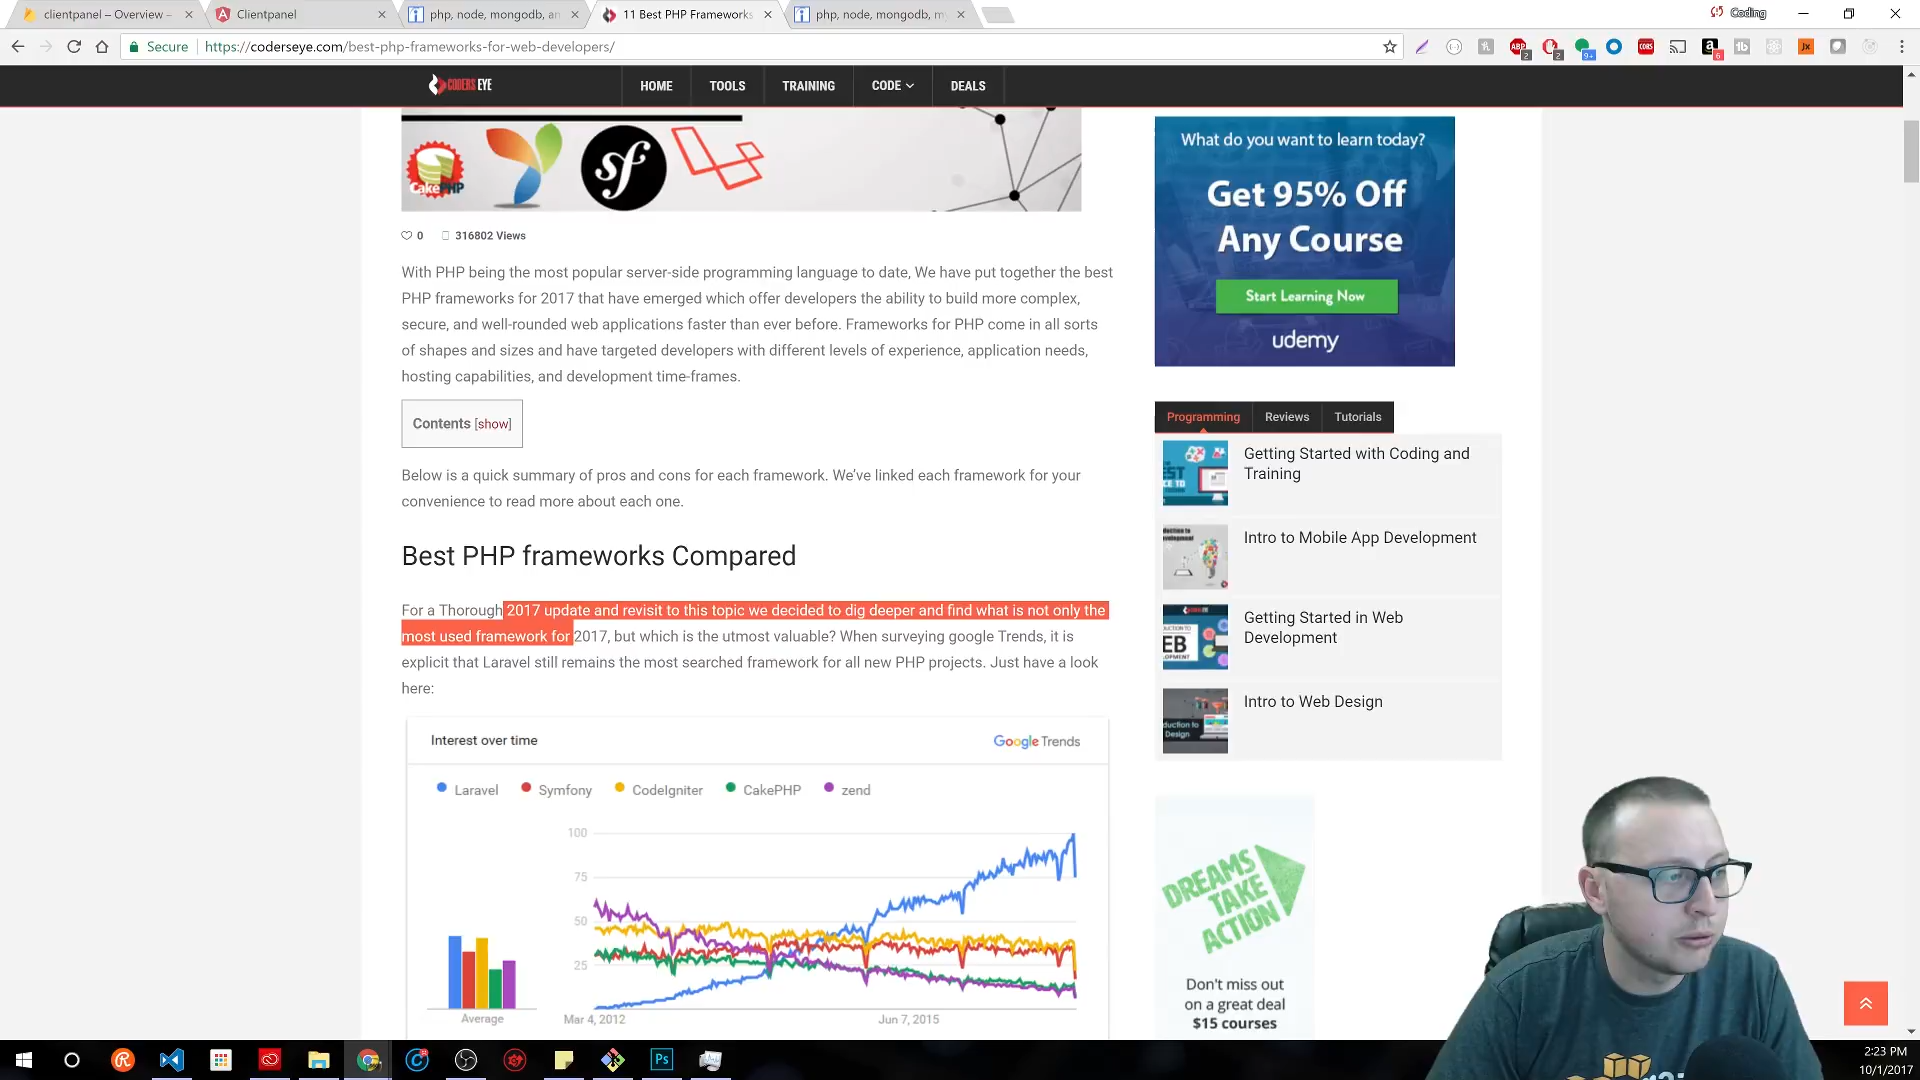 clientpanel – Overview –
Clientpanel
php, node, mongodb, an
11 Best PHP Frameworks
php, node, mongodb, my
Coding
Secure
https://coderseye.com/best-php-frameworks-for-web-developers/
CODERS EYE
HOME
TOOLS
TRAINING
CODE
DEALS
CakePHP
sf
0
316802 Views
With PHP being the most popular server-side programming language to date, We have put together the best
PHP frameworks for 2017 that have emerged which offer developers the ability to build more complex,
secure, and well-rounded web applications faster than ever before. Frameworks for PHP come in all sorts
of shapes and sizes and have targeted developers with different levels of experience, application needs,
hosting capabilities, and development time-frames.
Contents [show]
Below is a quick summary of pros and cons for each framework. We've linked each framework for your
convenience to read more about each one.
Best PHP frameworks Compared
For a Thorough 2017 update and revisit to this topic we decided to dig deeper and find what is not only the
most used framework for 2017, but which is the utmost valuable? When surveying google Trends, it is
explicit that Laravel still remains the most searched framework for all new PHP projects. Just have a look
here:
Interest over time
Google Trends
Laravel
Symfony
CodeIgniter
CakePHP
zend
100
75
50
25
Average
Mar 4, 2012
Jun 7, 2015
What do you want to learn today?
Get 95% Off
Any Course
Start Learning Now
udemy
Programming
Reviews
Tutorials
Getting Started with Coding and
Training
Intro to Mobile App Development
Getting Started in Web
Development
Intro to Web Design
DREAMS
TAKE
ACTION
Don't miss out
on a great deal
$15 courses
Ps
2:23 PM
10/1/2017